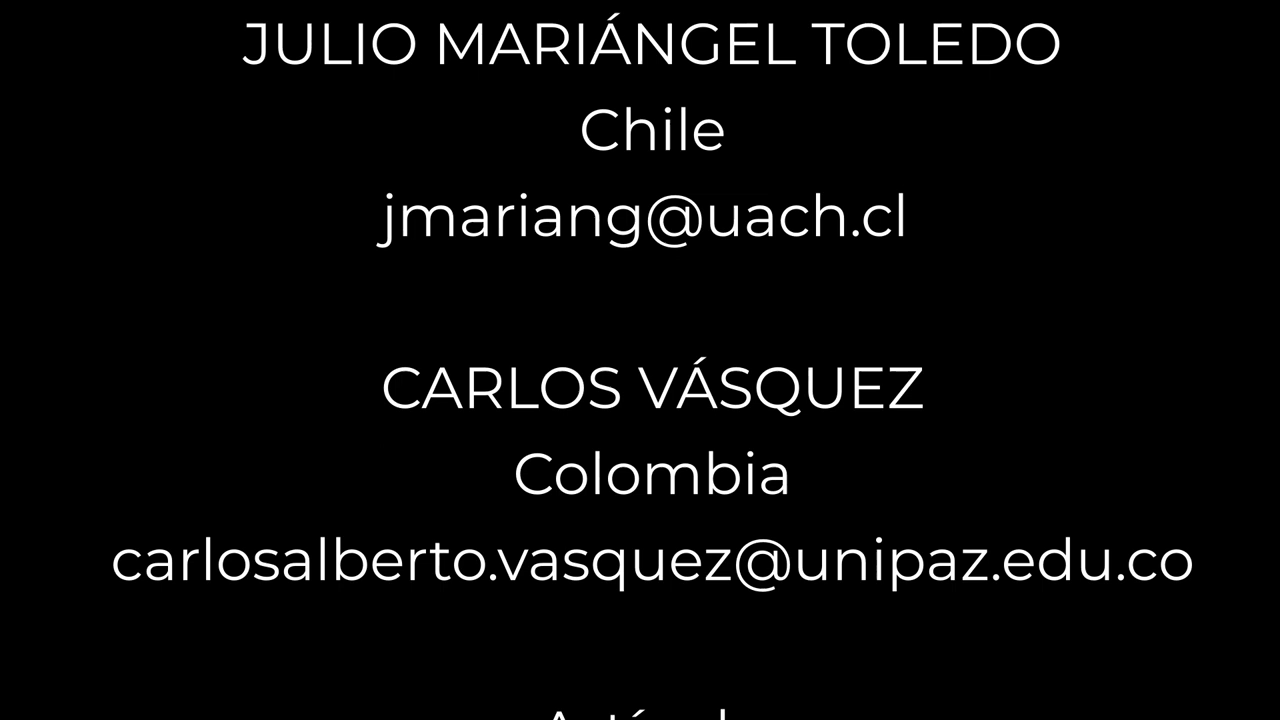 JULIO MARIÁNGEL TOLEDO
Chile
jmariang@uach.cl
CARLOS VÁSQUEZ
Colombia
carlosalberto.vasquez@unipaz.edu.co